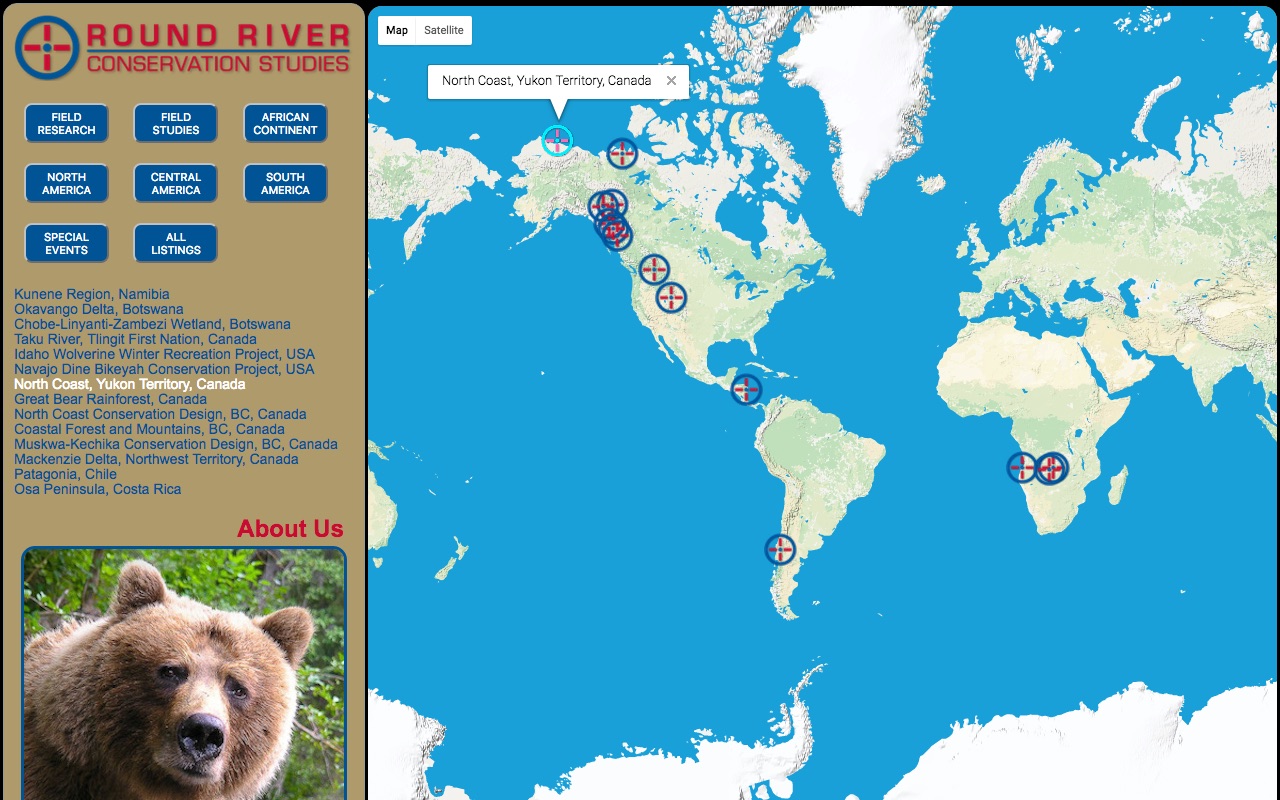 ROUND RIVER
CONSERVATION STUDIES
FIELD
RESEARCH
FIELD
STUDIES
AFRICAN
CONTINENT
NORTH
AMERICA
CENTRAL
AMERICA
SOUTH
AMERICA
SPECIAL
EVENTS
ALL
LISTINGS
Kunene Region, Namibia
Okavango Delta, Botswana
Chobe-Linyanti-Zambezi Wetland, Botswana
Taku River, Tlingit First Nation, Canada
Idaho Wolverine Winter Recreation Project, USA
Navajo Dine Bikeyah Conservation Project, USA
North Coast, Yukon Territory, Canada
Great Bear Rainforest, Canada
North Coast Conservation Design, BC, Canada
Coastal Forest and Mountains, BC, Canada
Muskwa-Kechika Conservation Design, BC, Canada
Mackenzie Delta, Northwest Territory, Canada
Patagonia, Chile
Osa Peninsula, Costa Rica
About Us
Map Satellite
North Coast, Yukon Territory, Canada